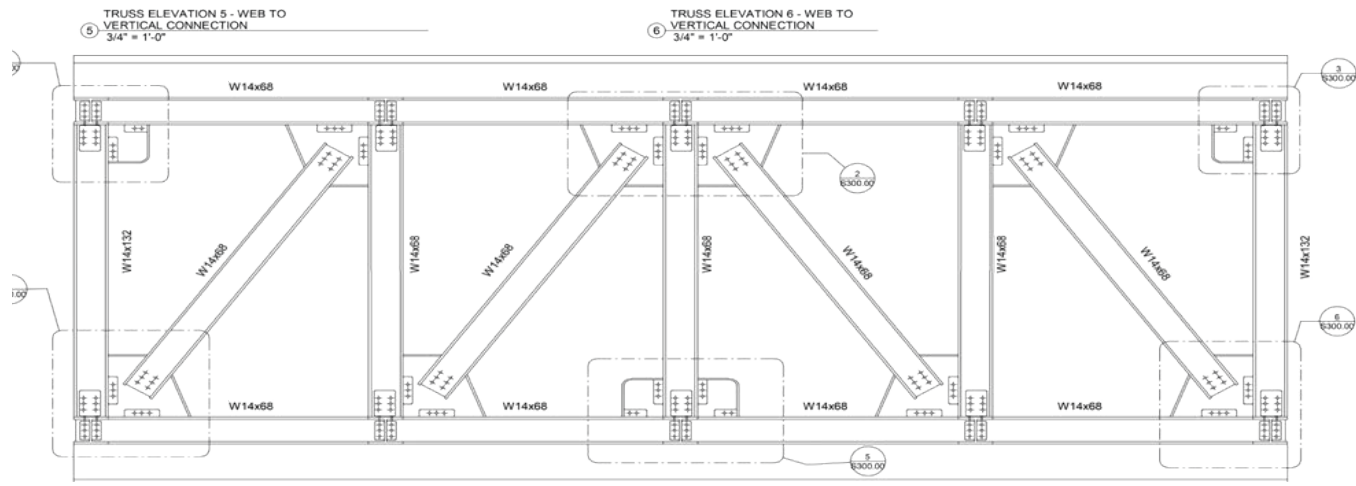 TRUSS ELEVATION 5 - WEB TO
VERTICAL CONNECTION
5
3/4" = 1'-0"
TRUSS ELEVATION 6 - WEB TO
VERTICAL CONNECTION
6
3/4" = 1'-0"
W14x68
W14x68
W14x68
W14x68
3
S300.00
2
S300.00
W14x132
W14x68
W14x68
W14x68
W14x68
W14x68
W14x68
W14x68
W14x132
6
S300.00
W14x68
W14x68
W14x68
W14x68
5
S300.00